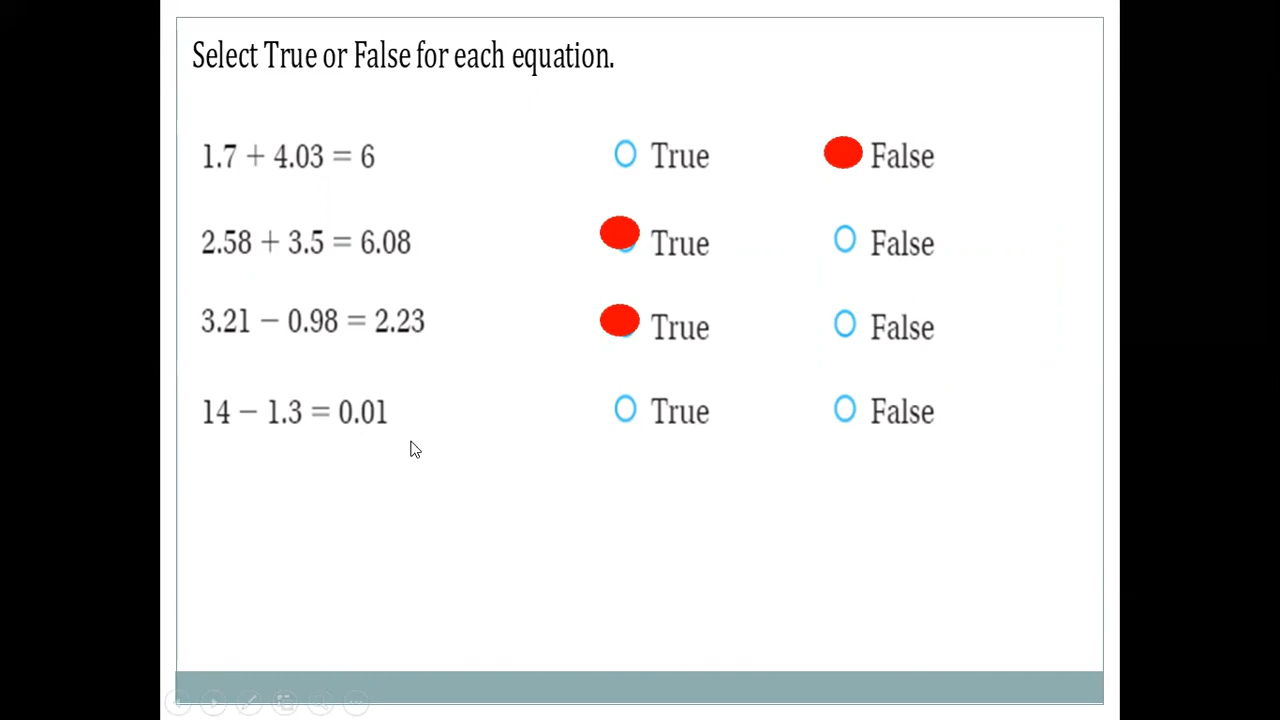 Select True or False for each equation.
1.7 + 4.03 = 6 True False
2.58 + 3.5 = 6.08 True False
3.21 − 0.98 = 2.23 True False
14 − 1.3 = 0.01 True False